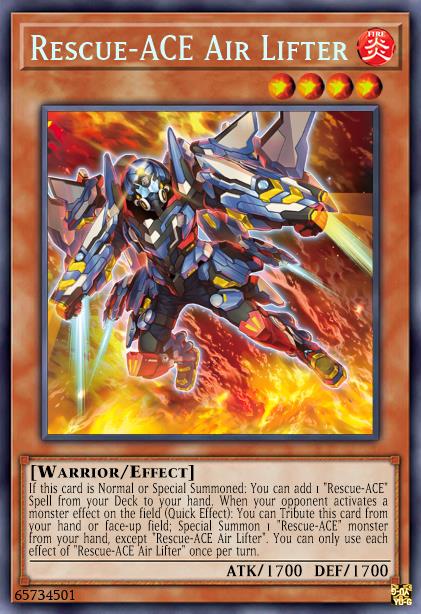 Rescue-ACE Air Lifter
FIRE
炎
[Warrior/Effect]
If this card is Normal or Special Summoned: You can add 1 "Rescue-ACE"
Spell from your Deck to your hand. When your opponent activates a
monster effect on the field (Quick Effect): You can Tribute this card from
your hand or face-up field; Special Summon 1 "Rescue-ACE" monster
from your hand, except "Rescue-ACE Air Lifter". You can only use each
effect of "Rescue-ACE Air Lifter" once per turn.
ATK/1700 DEF/1700
65734501